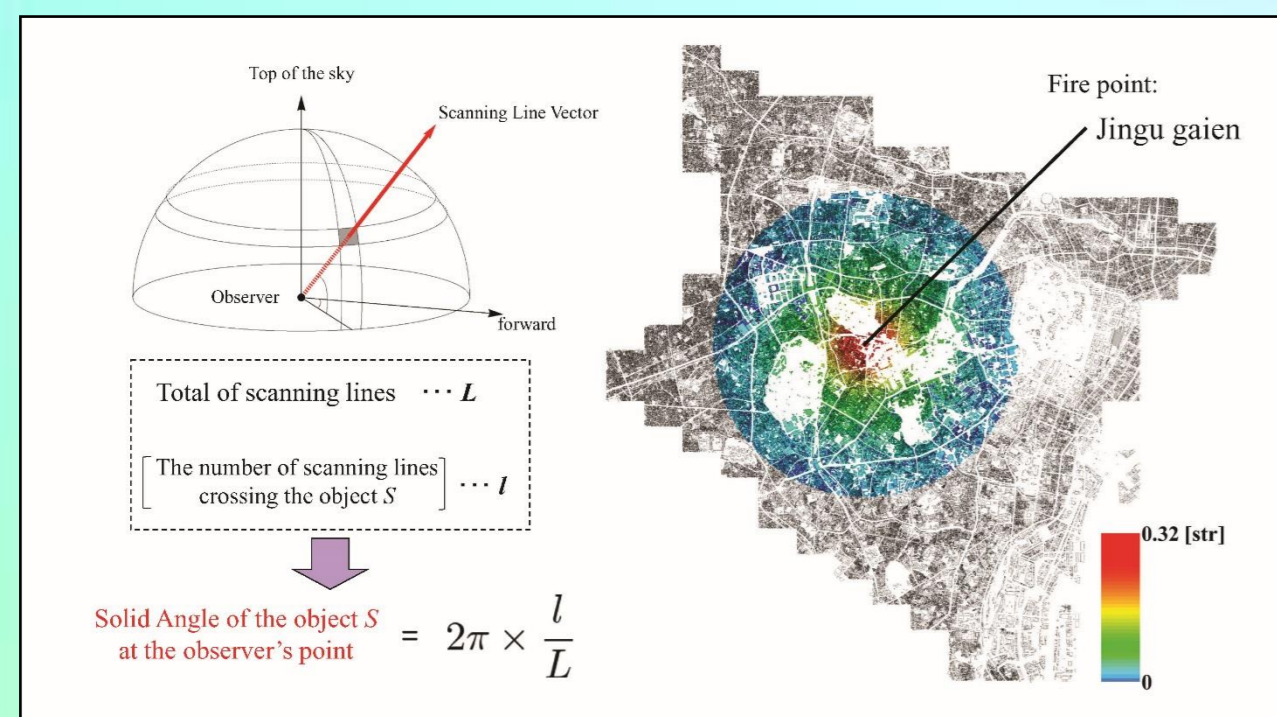 Top of the sky
Scanning Line Vector
Observer
forward
Total of scanning lines ··· L
[The number of scanning lines
crossing the object S] ··· l
Solid Angle of the object S
at the observer's point
= 2π × l/L
Fire point:
Jingu gaien
0.32 [str]
0